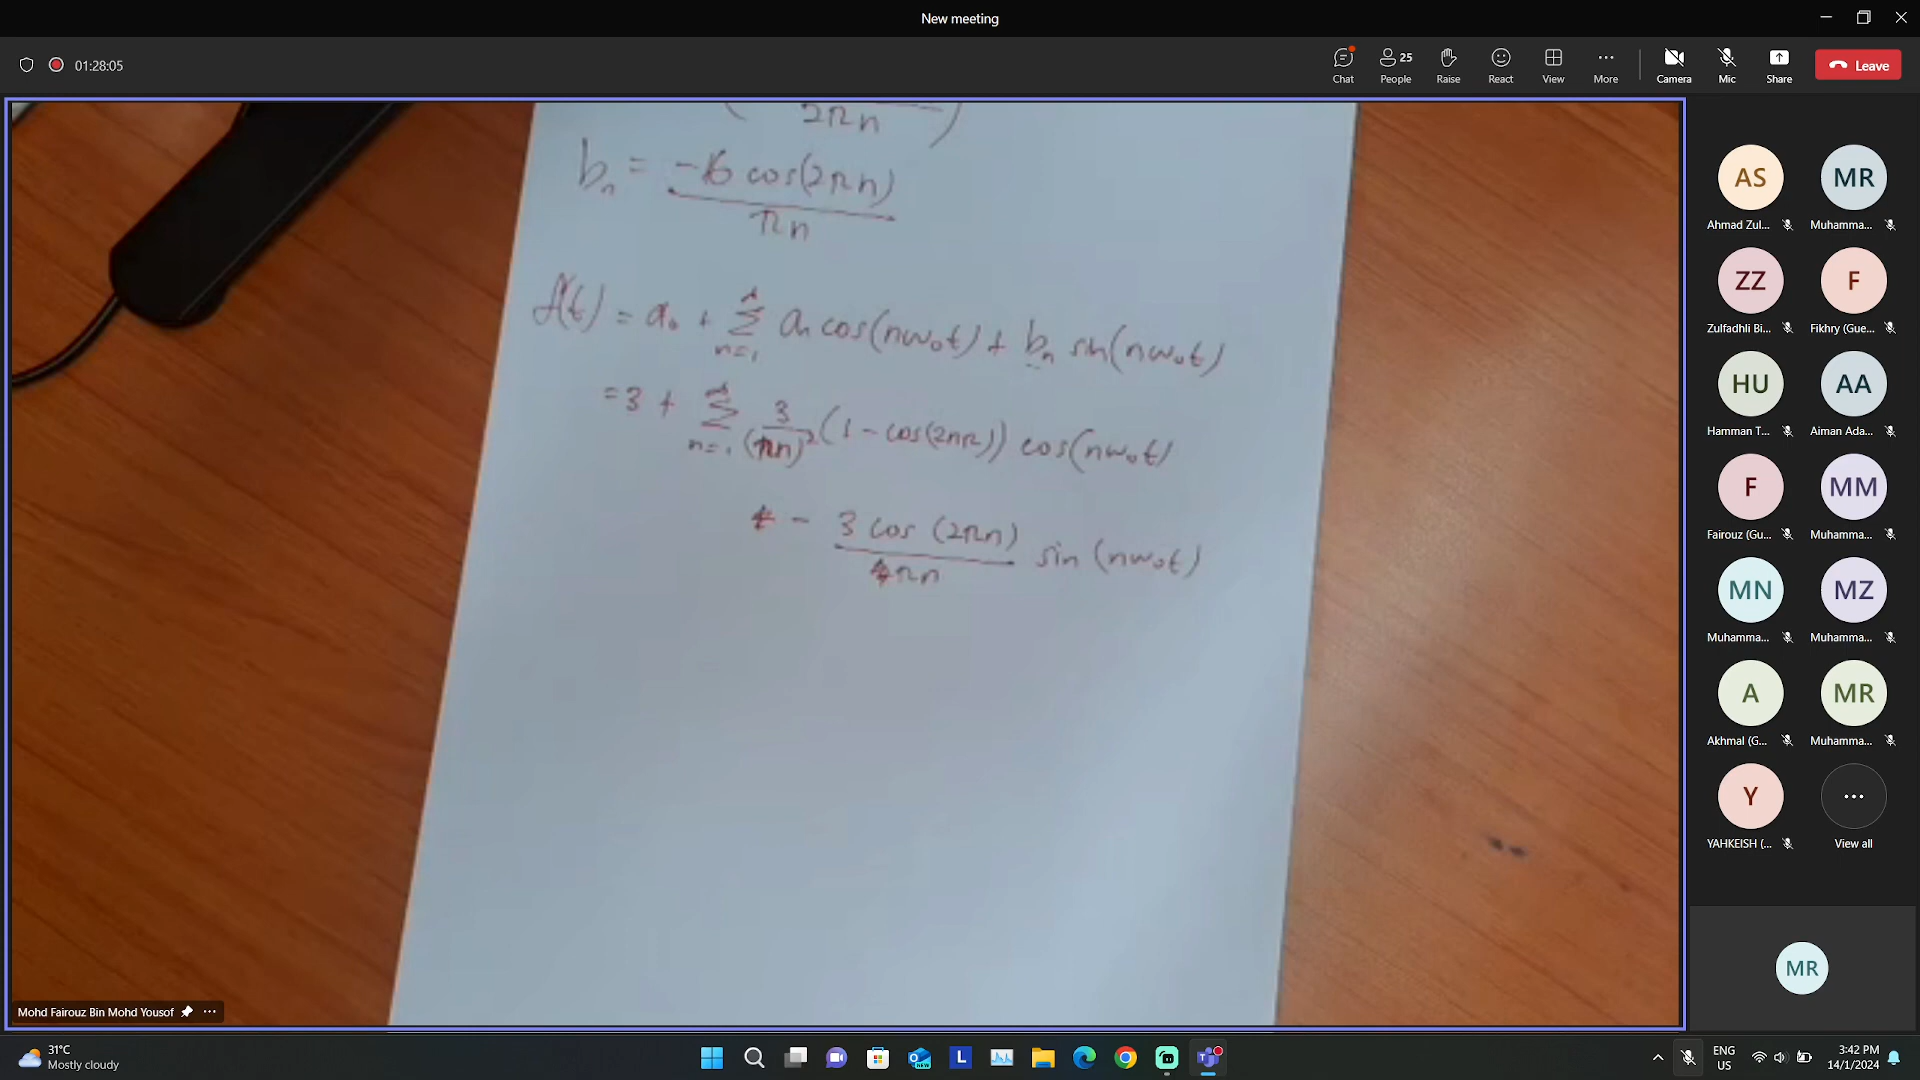 New meeting
01:28:05
Chat
25
People
Raise
React
View
More
Camera
Mic
Share
Leave
2πn
bₙ = -6 cos(2πn)
πn
f(t) = a₀ + Σ aₙ cos(nω₀t) + bₙ sin(nω₀t)
n=1
= 3 + Σ 3 (1 - cos(2nπ)) cos(nω₀t)
n=1 (πn)²
- 3 cos (2πn) sin (nω₀t)
πn
AS
Ahmad Zul...
MR
Muhamma...
ZZ
Zulfadhli Bi...
F
Fikhry (Gue...
HU
Hamman T...
AA
Aiman Ada...
F
Fairouz (Gu...
MM
Muhamma...
MN
Muhamma...
MZ
Muhamma...
A
Akhmal (G...
MR
Muhamma...
Y
YAHKEISH (...
View all
MR
Mohd Fairouz Bin Mohd Yousof
31°C
Mostly cloudy
NEW
L
ENG
US
3:42 PM
14/1/2024